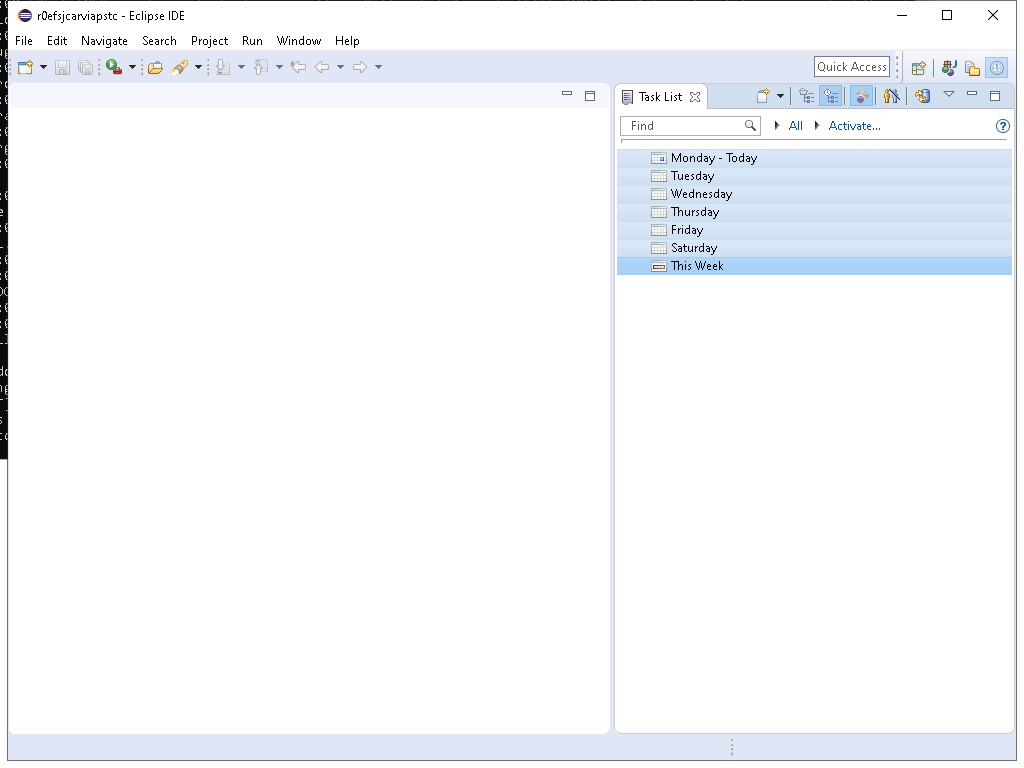 r0efsjcarviapstc - Eclipse IDE
File Edit Navigate Search Project Run Window Help
Quick Access
Task List
Find All Activate...
Monday - Today
Tuesday
Wednesday
Thursday
Friday
Saturday
This Week